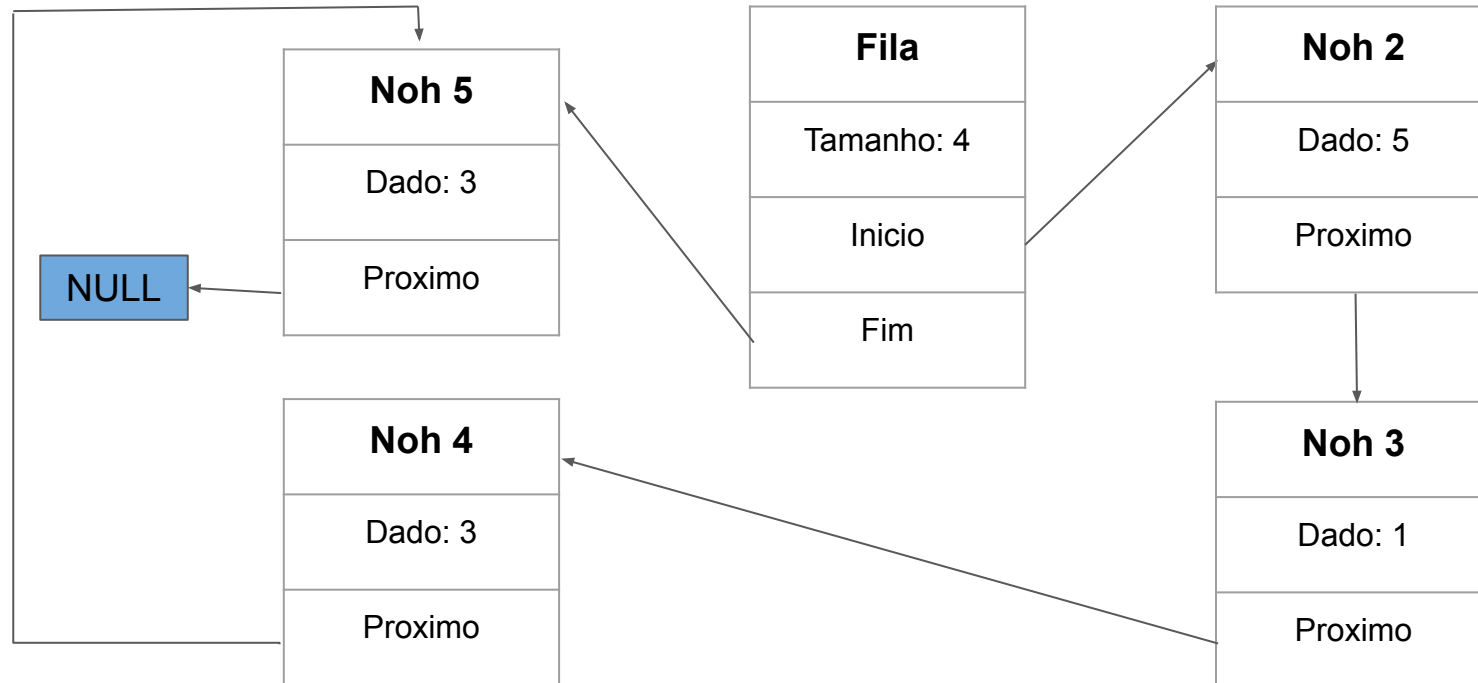 Noh 5
Dado: 3
Proximo
NULL
Fila
Tamanho: 4
Inicio
Fim
Noh 2
Dado: 5
Proximo
Noh 4
Dado: 3
Proximo
Noh 3
Dado: 1
Proximo